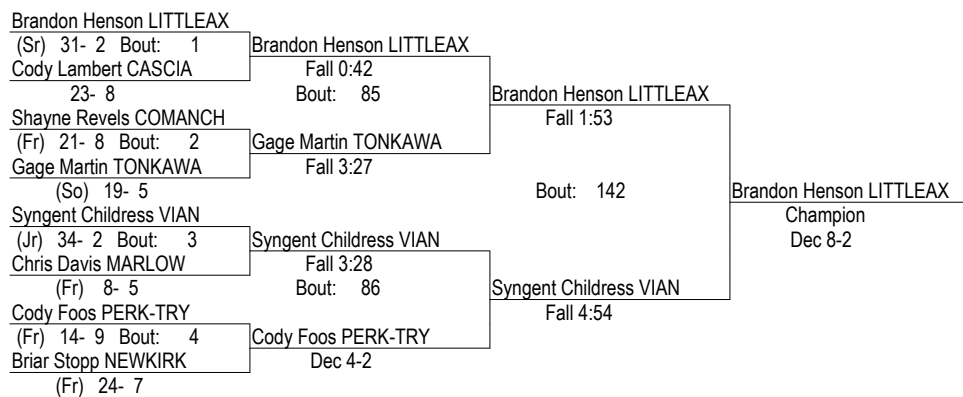 Brandon Henson LITTLEAX
(Sr) 31- 2 Bout: 1
Cody Lambert CASCIA
23- 8
Shayne Revels COMANCH
(Fr) 21- 8 Bout: 2
Gage Martin TONKAWA
(So) 19- 5
Syngent Childress VIAN
(Jr) 34- 2 Bout: 3
Chris Davis MARLOW
(Fr) 8- 5
Cody Foos PERK-TRY
(Fr) 14- 9 Bout: 4
Briar Stopp NEWKIRK
(Fr) 24- 7
Brandon Henson LITTLEAX
Fall 0:42
Bout: 85
Gage Martin TONKAWA
Fall 3:27
Syngent Childress VIAN
Fall 3:28
Bout: 86
Cody Foos PERK-TRY
Dec 4-2
Brandon Henson LITTLEAX
Fall 1:53
Bout: 142
Syngent Childress VIAN
Fall 4:54
Brandon Henson LITTLEAX
Champion
Dec 8-2